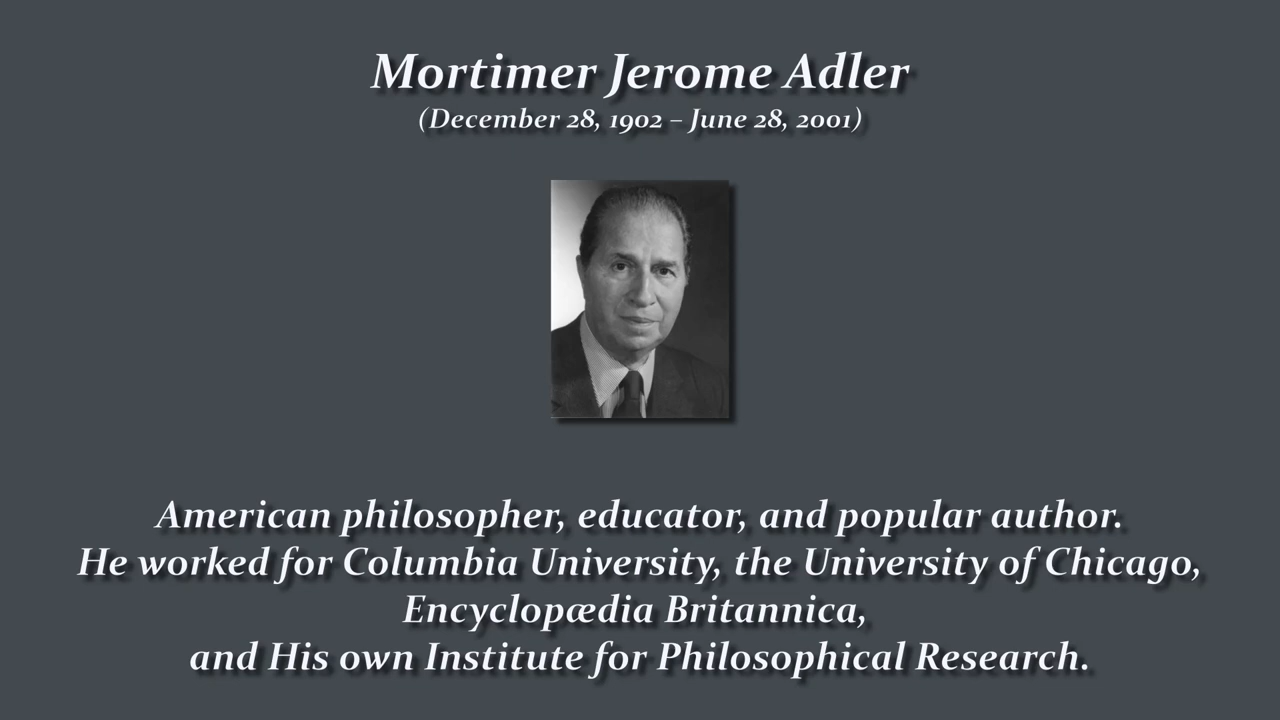 Mortimer Jerome Adler
(December 28, 1902 – June 28, 2001)
American philosopher, educator, and popular author.
He worked for Columbia University, the University of Chicago,
Encyclopædia Britannica,
and His own Institute for Philosophical Research.